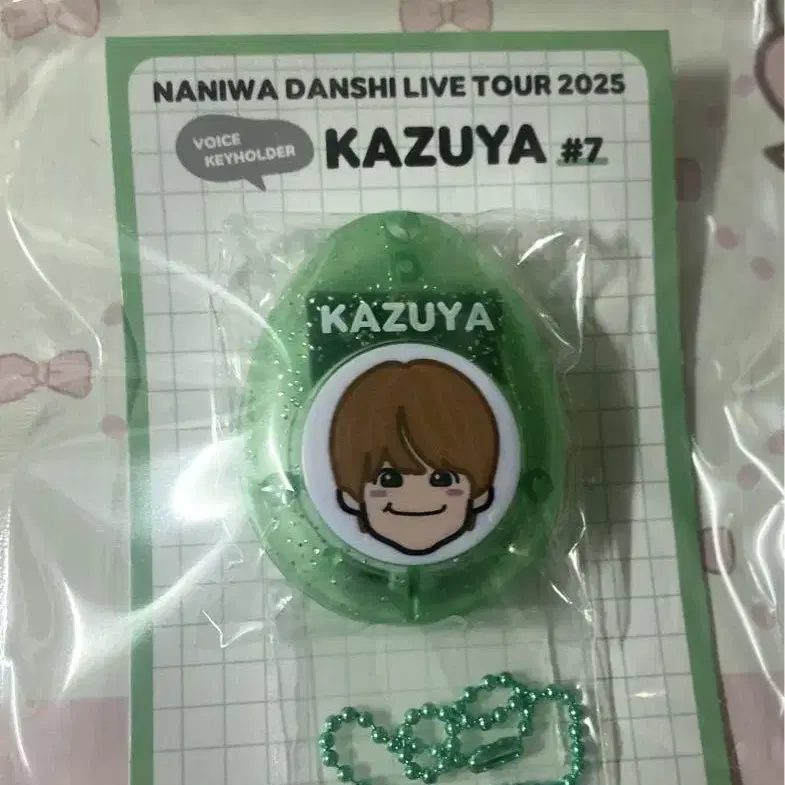 NANIWA DANSHI LIVE TOUR 2025
VOICE
KEYHOLDER
KAZUYA #7
KAZUYA